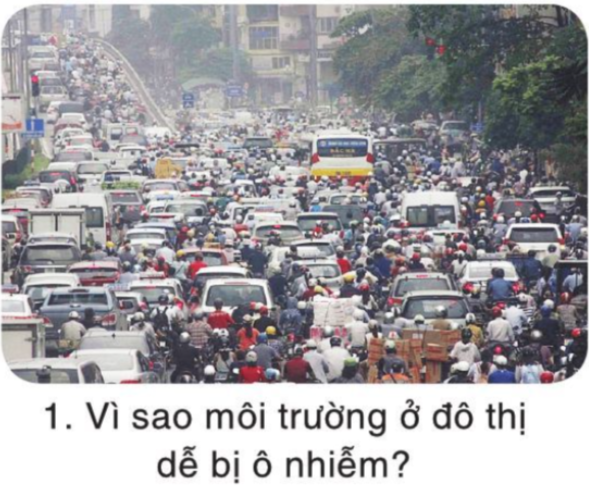 1. Vì sao môi trường ở đô thị
dễ bị ô nhiễm?